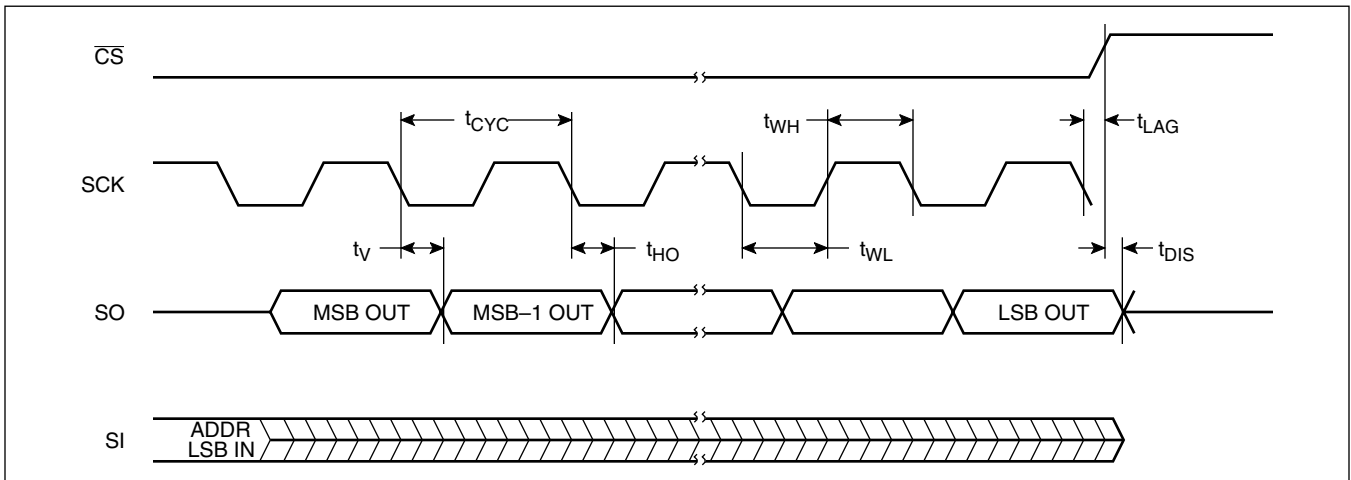 CS
tCYC
tWH
tLAG
SCK
tV
tHO
tWL
tDIS
SO
MSB OUT
MSB–1 OUT
LSB OUT
SI
ADDR
LSB IN